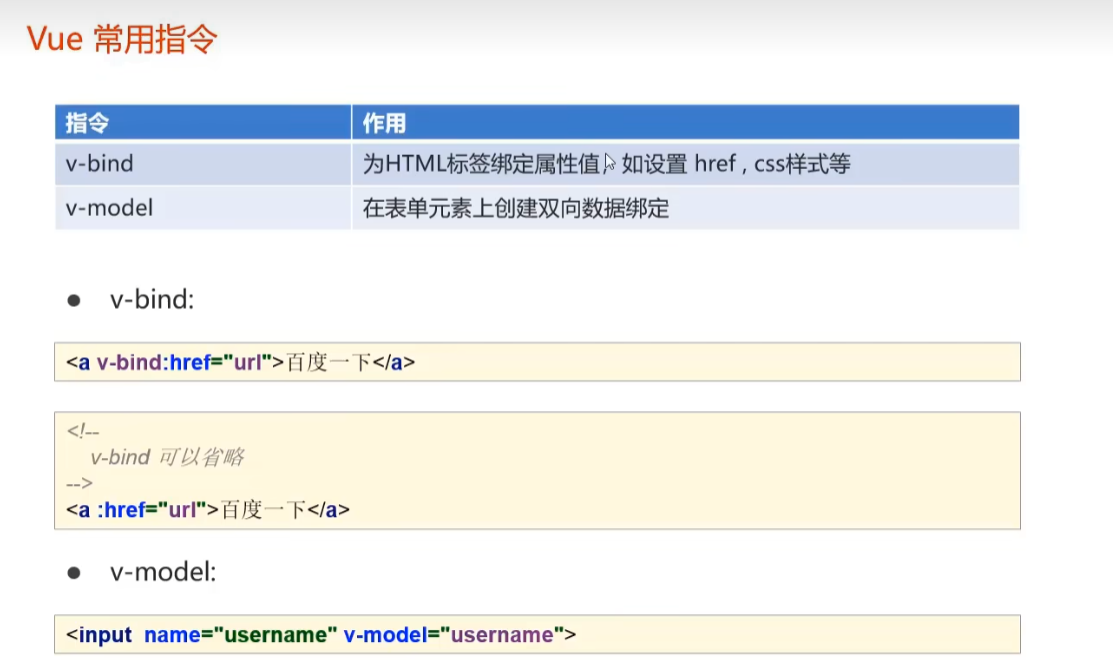 Vue 常用指令
指令 作用
v-bind 为HTML标签绑定属性值，如设置 href , css样式等
v-model 在表单元素上创建双向数据绑定
● v-bind:
<a v-bind:href="url">百度一下</a>
<!--
v-bind 可以省略
-->
<a :href="url">百度一下</a>
● v-model:
<input name="username" v-model="username">